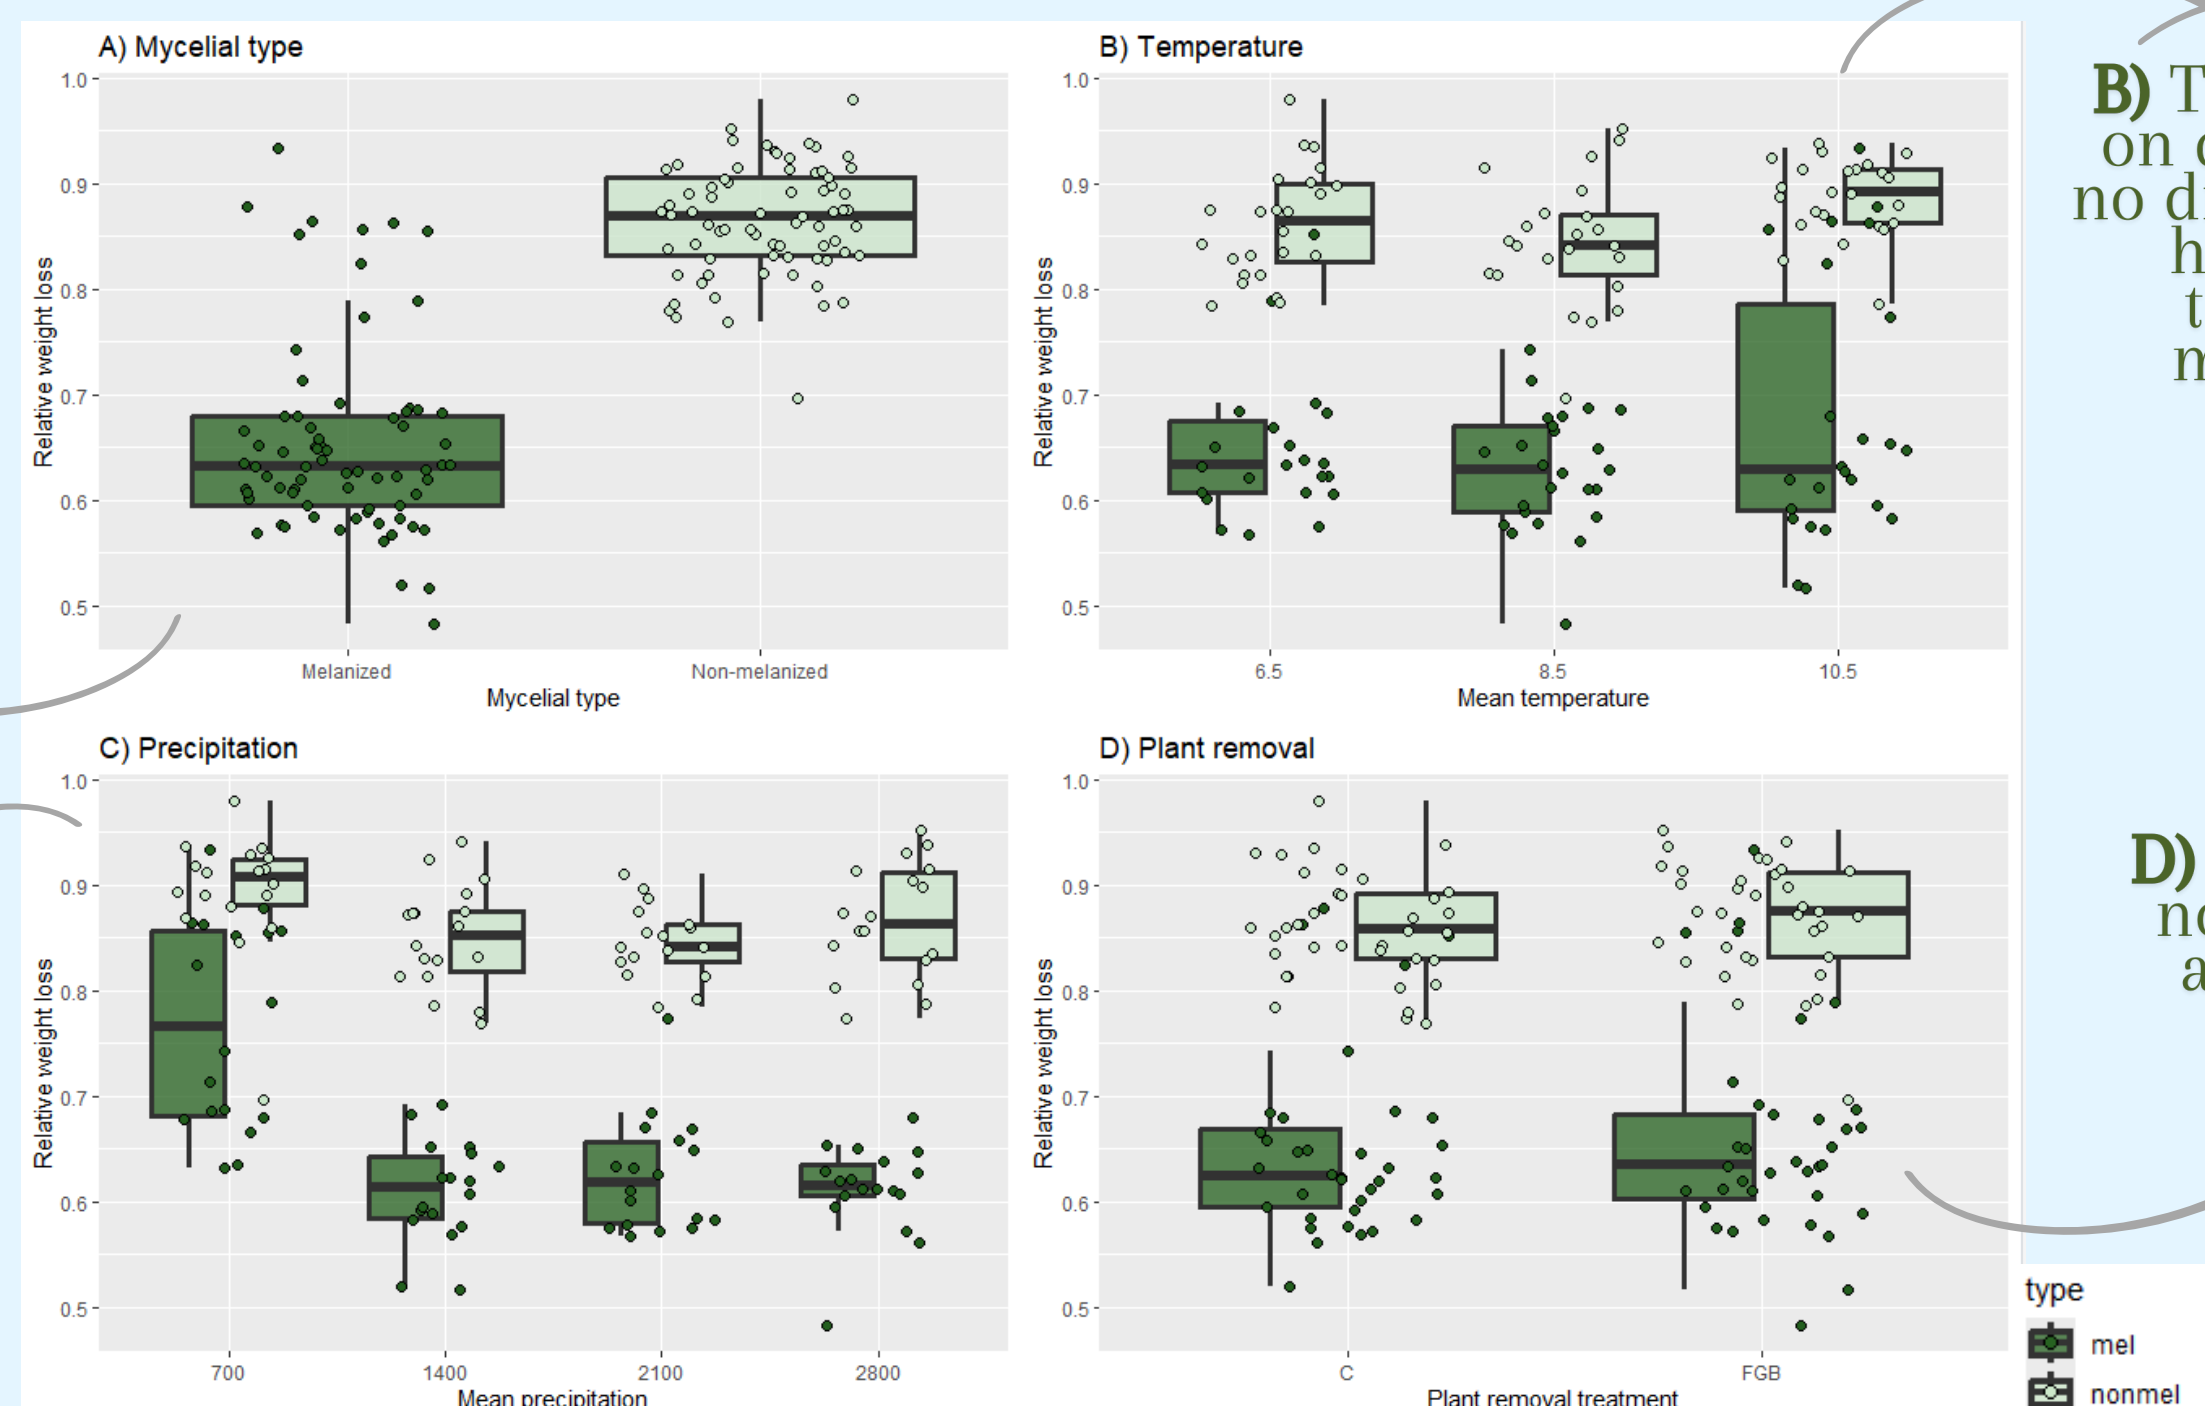 A) Mycelial type
1.0
0.9
0.8
0.7
0.6
0.5
Relative weight loss
Melanized Non-melanized
Mycelial type
B) Temperature
1.0
0.9
0.8
0.7
0.6
0.5
Relative weight loss
6.5 8.5 10.5
Mean temperature
C) Precipitation
1.0
0.9
0.8
0.7
0.6
0.5
Relative weight loss
700 1400 2100 2800
Mean precipitation
D) Plant removal
1.0
0.9
0.8
0.7
0.6
0.5
Relative weight loss
C FGB
Plant removal treatment
B) T
on
no d
h
t
m
D)
n
a
type
mel
nonmel